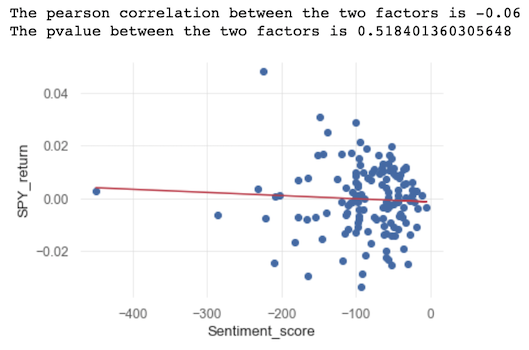 The pearson correlation between the two factors is -0.06
The pvalue between the two factors is 0.518401360305648
0.04
0.02
0.00
−0.02
SPY_return
−400
−300
−200
−100
0
Sentiment_score